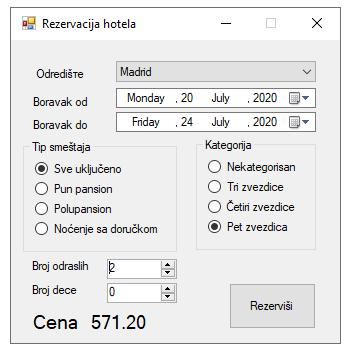 Rezervacija hotela
Odredište Madrid
Boravak od Monday , 20 July , 2020
Boravak do Friday , 24 July , 2020
Tip smeštaja
Sve uključeno
Pun pansion
Polupansion
Noćenje sa doručkom
Kategorija
Nekategorisan
Tri zvezdice
Četiri zvezdice
Pet zvezdica
Broj odraslih 2
Broj dece 0
Cena 571.20
Rezerviši